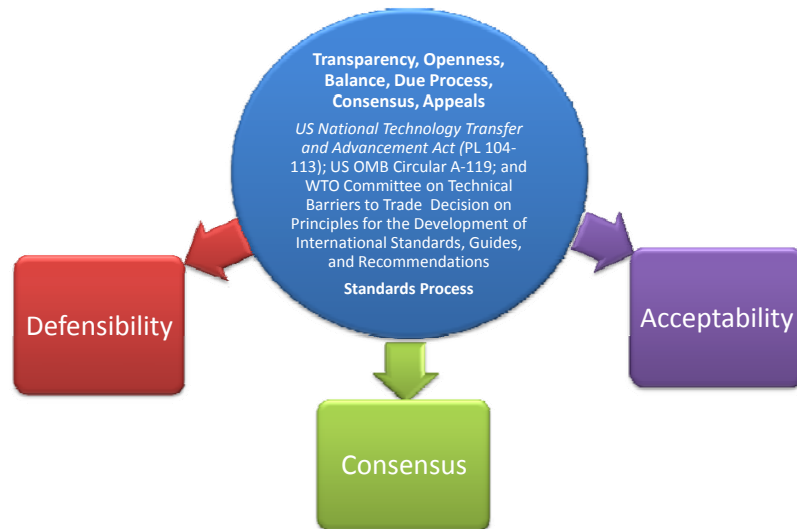 Transparency, Openness,
Balance, Due Process,
Consensus, Appeals
US National Technology Transfer
and Advancement Act (PL 104-
113); US OMB Circular A-119; and
WTO Committee on Technical
Barriers to Trade Decision on
Principles for the Development of
International Standards, Guides,
and Recommendations
Standards Process
Defensibility
Acceptability
Consensus